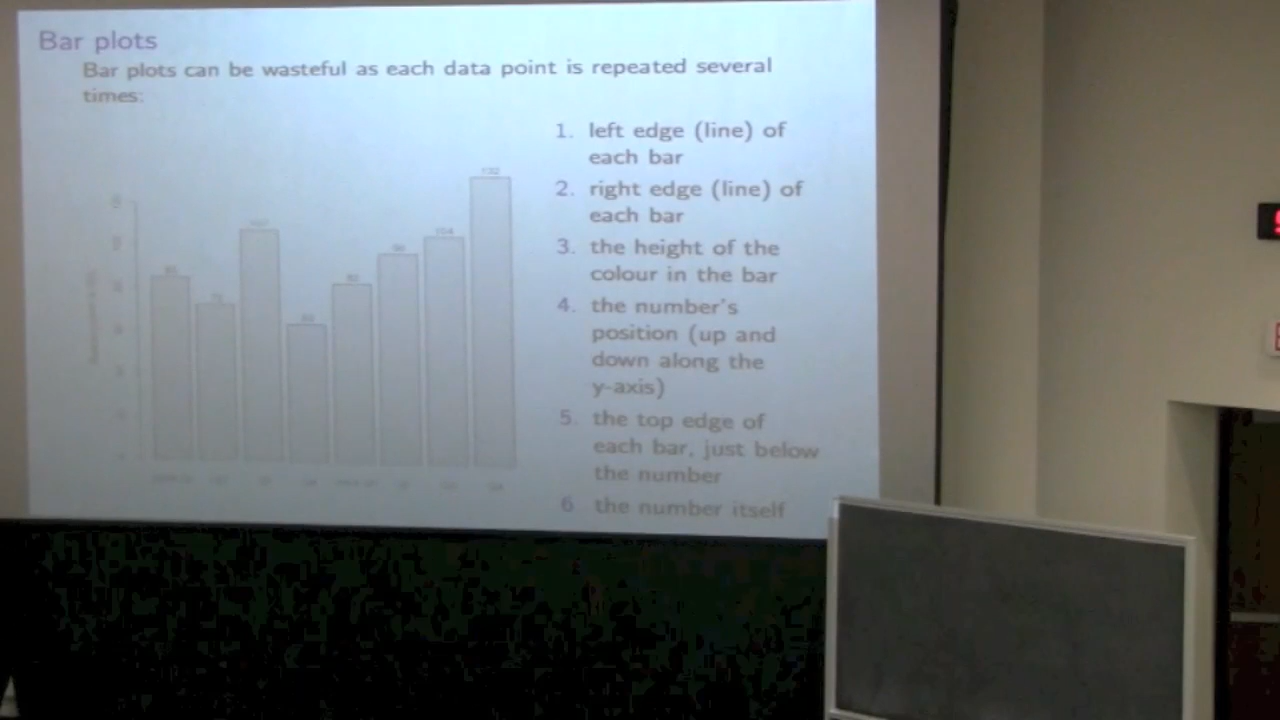 Bar plots
Bar plots can be wasteful as each data point is repeated several
times:
1. left edge (line) of
each bar
2. right edge (line) of
each bar
3. the height of the
colour in the bar
4. the number's
position (up and
down along the
y-axis)
5. the top edge of
each bar, just below
the number
6 the number itself
132
104